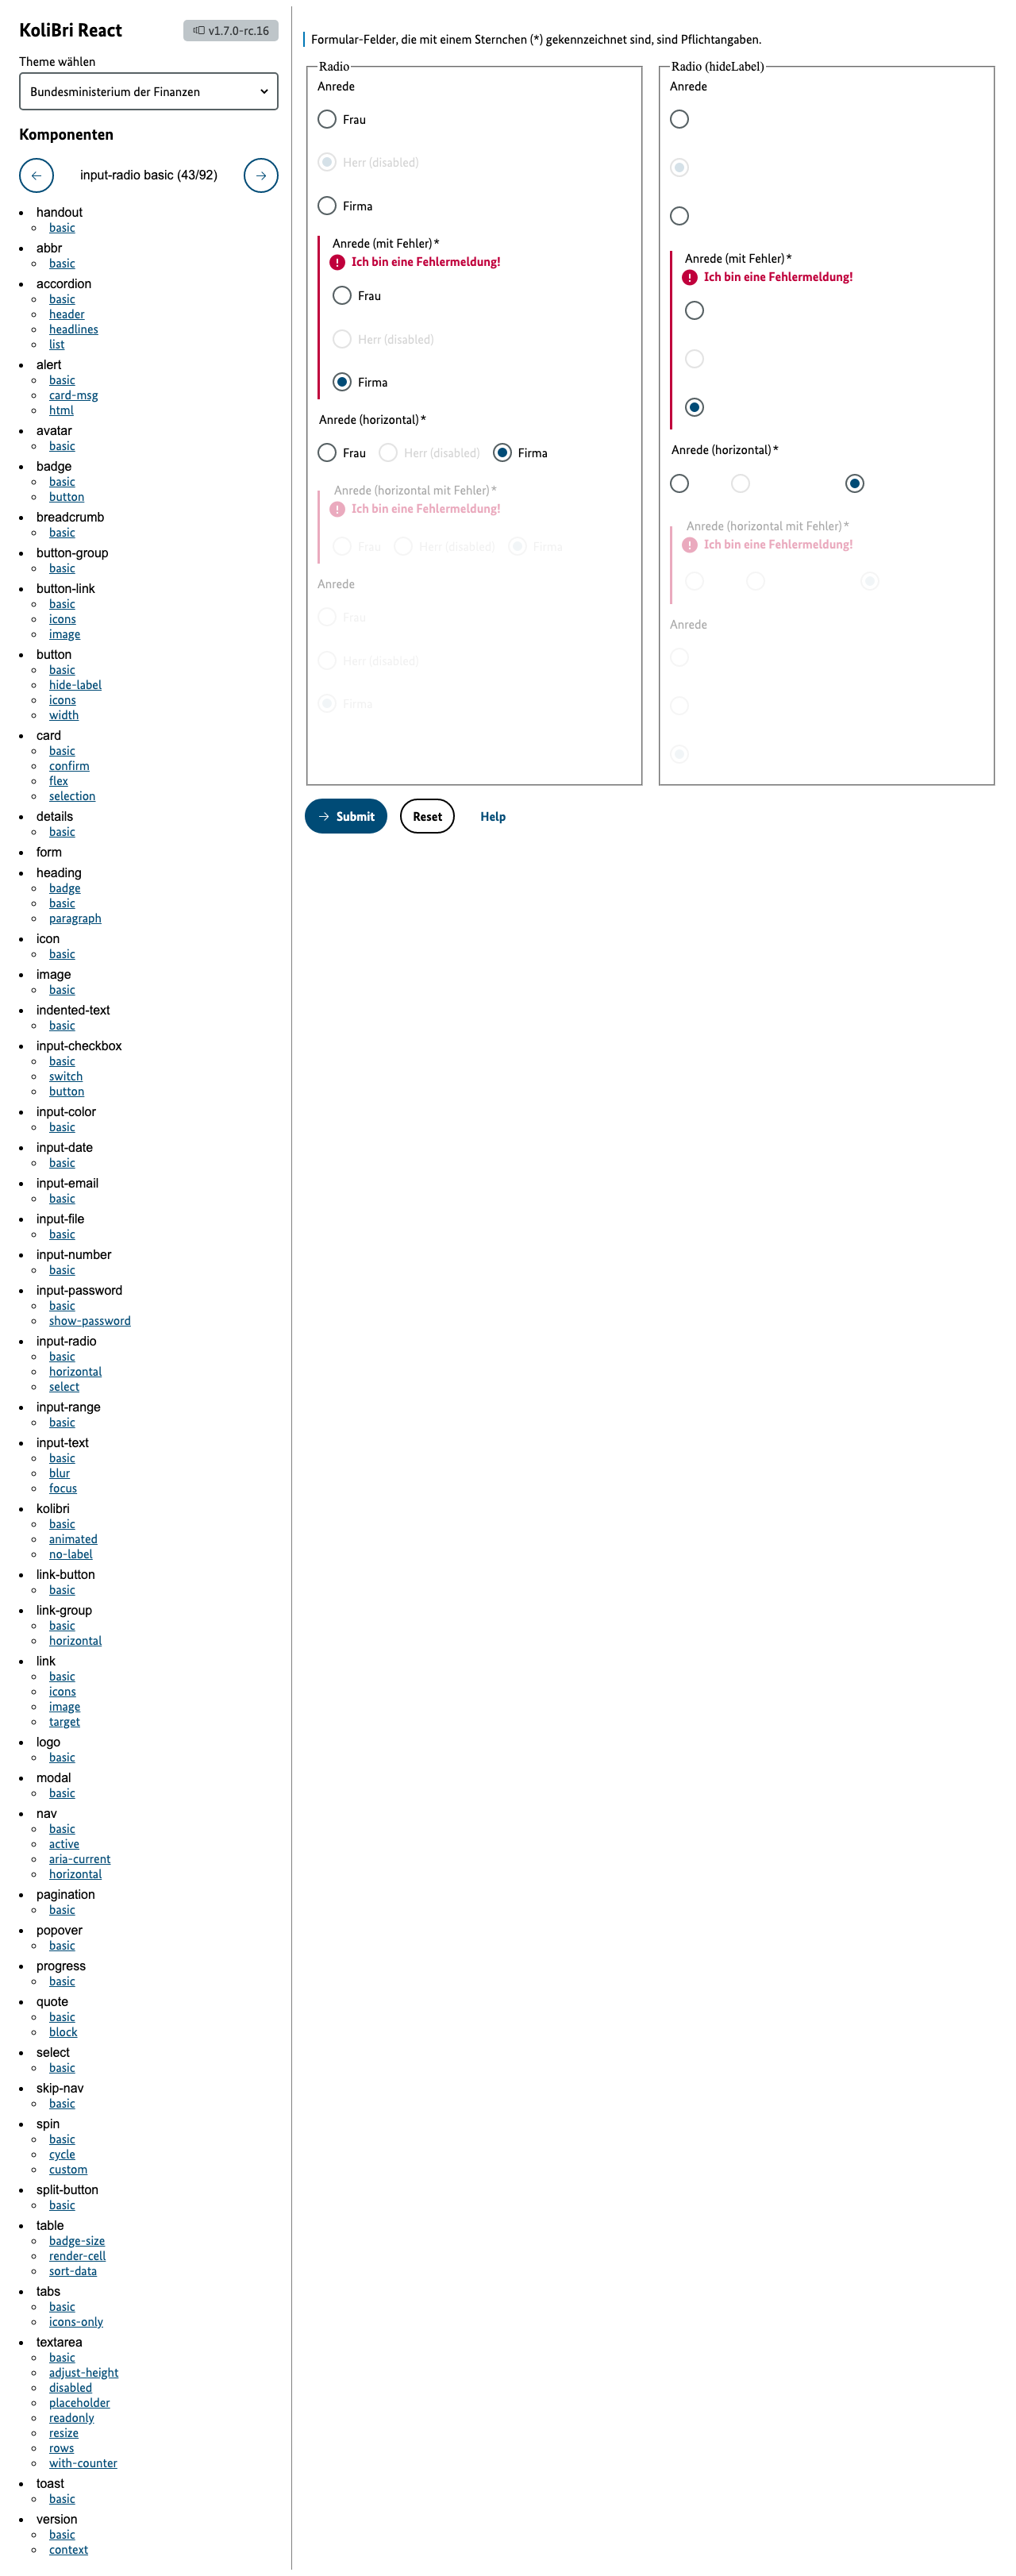 KoliBri React
v1.7.0-rc.16
Theme wählen
Bundesministerium der Finanzen
Komponenten
input-radio basic (43/92)
handout
basic
abbr
basic
accordion
basic
header
headlines
list
alert
basic
card-msg
html
avatar
basic
badge
basic
button
breadcrumb
basic
button-group
basic
button-link
basic
icons
image
button
basic
hide-label
icons
width
card
basic
confirm
flex
selection
details
basic
form
heading
badge
basic
paragraph
icon
basic
image
basic
indented-text
basic
input-checkbox
basic
switch
button
input-color
basic
input-date
basic
input-email
basic
input-file
basic
input-number
basic
input-password
basic
show-password
input-radio
basic
horizontal
select
input-range
basic
input-text
basic
blur
focus
kolibri
basic
animated
no-label
link-button
basic
link-group
basic
horizontal
link
basic
icons
image
target
logo
basic
modal
basic
nav
basic
active
aria-current
horizontal
pagination
basic
popover
basic
progress
basic
quote
basic
block
select
basic
skip-nav
basic
spin
basic
cycle
custom
split-button
basic
table
badge-size
render-cell
sort-data
tabs
basic
icons-only
textarea
basic
adjust-height
disabled
placeholder
readonly
resize
rows
with-counter
toast
basic
version
basic
context
Formular-Felder, die mit einem Sternchen (*) gekennzeichnet sind, sind Pflichtangaben.
Radio
Anrede
Frau
Herr (disabled)
Firma
Anrede (mit Fehler)*
Ich bin eine Fehlermeldung!
Frau
Herr (disabled)
Firma
Anrede (horizontal)*
Frau Herr (disabled) Firma
Anrede (horizontal mit Fehler)*
Ich bin eine Fehlermeldung!
Frau Herr (disabled) Firma
Anrede
Frau
Herr (disabled)
Firma
Radio (hideLabel)
Anrede
Anrede (mit Fehler)*
Ich bin eine Fehlermeldung!
Anrede (horizontal)*
Anrede (horizontal mit Fehler)*
Ich bin eine Fehlermeldung!
Anrede
Submit Reset Help